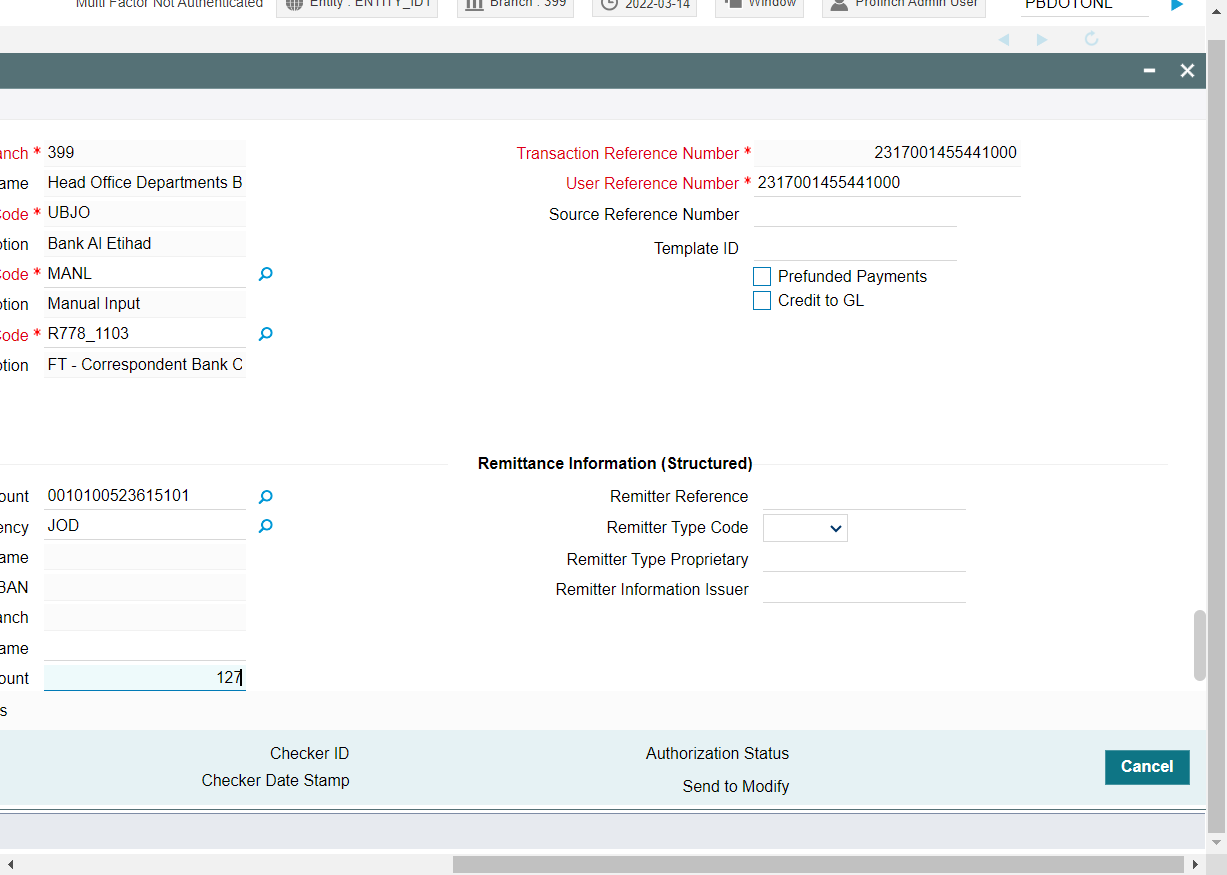 Multi Factor Not Authenticated Entity : ENTITY_ID1 Branch : 399 2022-03-14 Window Profinch Admin User PBDOTONL
anch * 399 Transaction Reference Number * 2317001455441000
ame Head Office Departments B User Reference Number * 2317001455441000
Code * UBJO Source Reference Number
ption Bank Al Etihad Template ID
Code * MANL Prefunded Payments
ption Manual Input Credit to GL
Code * R778_1103
ption FT - Correspondent Bank C
Remittance Information (Structured)
ount 0010100523615101 Remitter Reference
ency JOD Remitter Type Code
ame Remitter Type Proprietary
BAN Remitter Information Issuer
anch
ame
ount 127
s
Checker ID Authorization Status Cancel
Checker Date Stamp Send to Modify